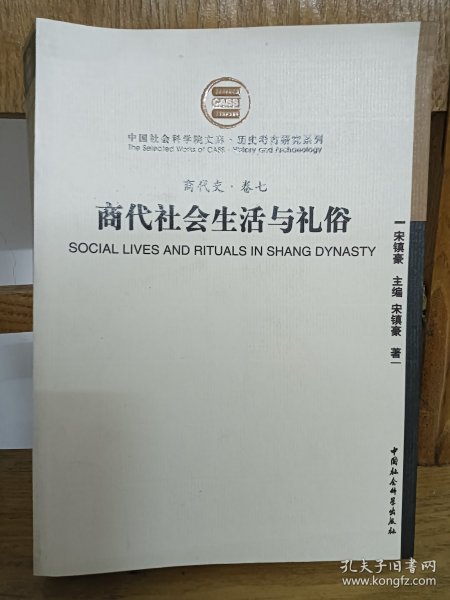 CASS
中国社会科学院文库·历史考古研究系列
The Selected Works of CASS · History and Archaeology
商代史·卷七
商代社会生活与礼俗
SOCIAL LIVES AND RITUALS IN SHANG DYNASTY
宋镇豪 主编 宋镇豪 著
中国社会科学出版社
孔夫子旧书网
www.kongfz.com